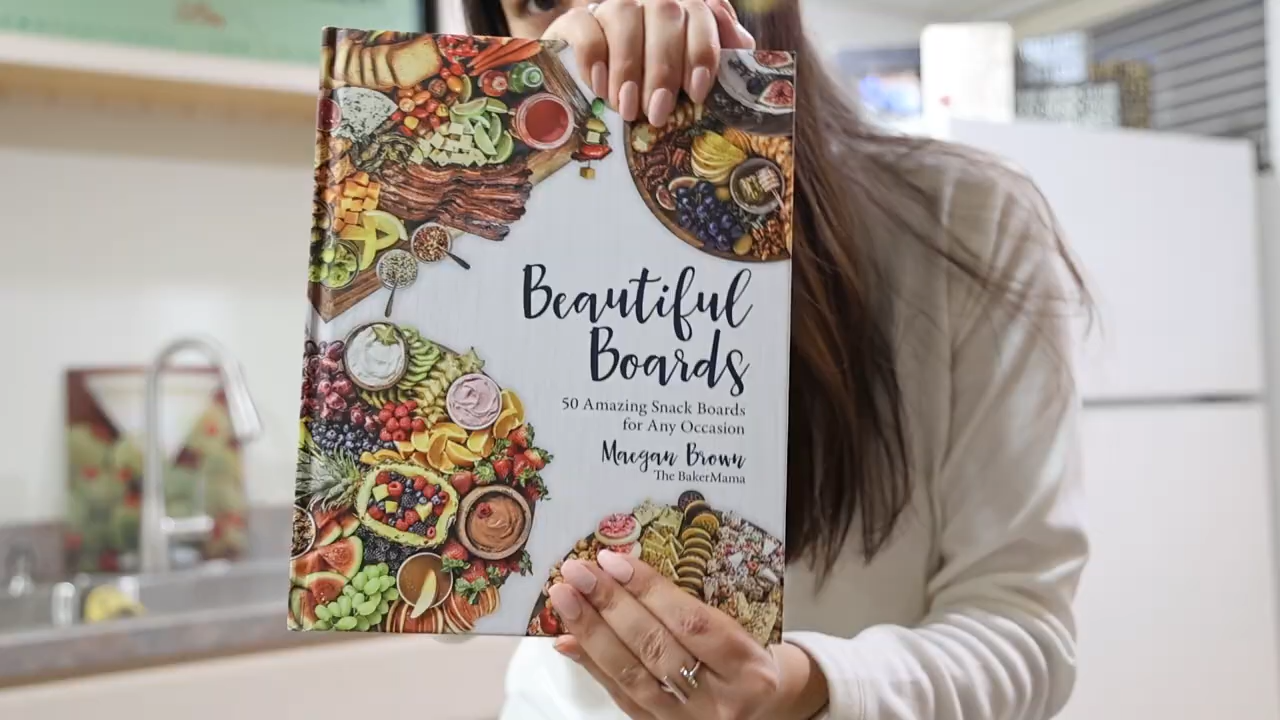 Beautiful
Boards
50 Amazing Snack Boards
for Any Occasion
Maegan Brown
The BakerMama